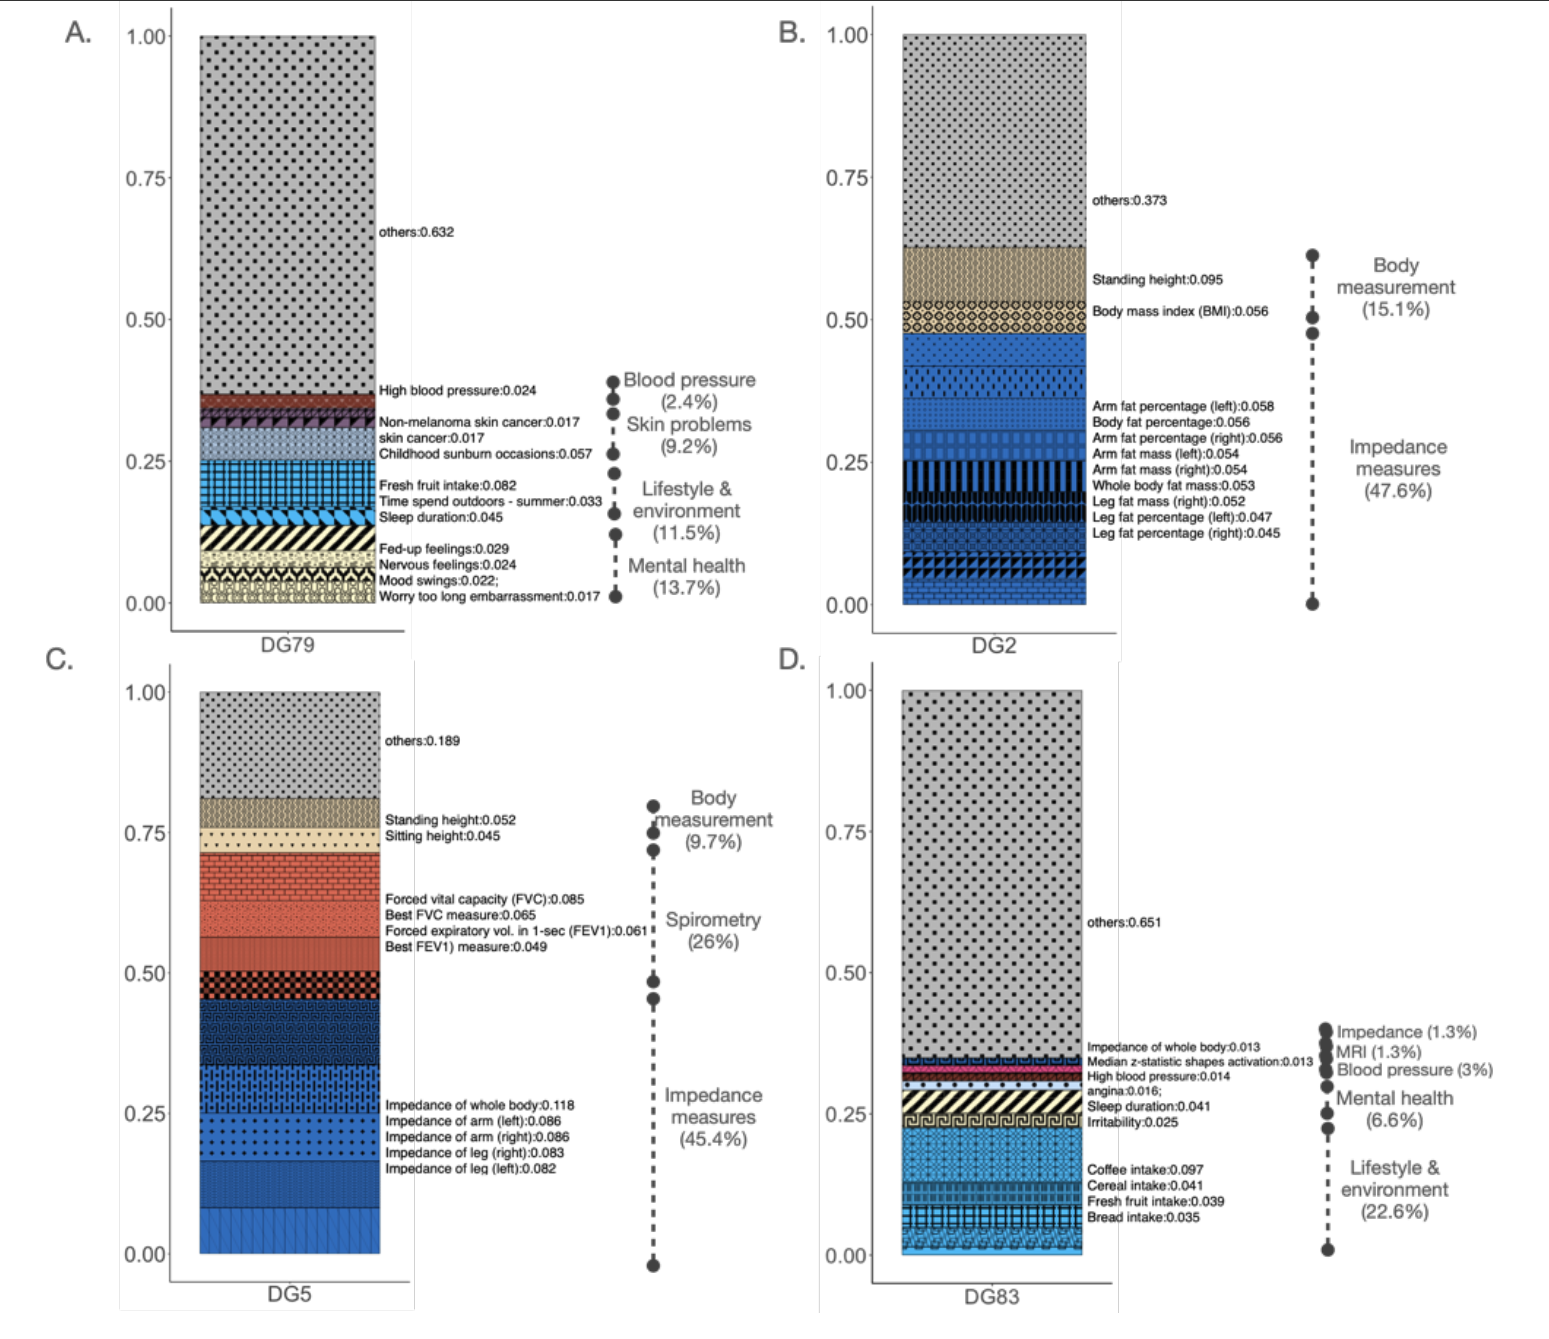 A.
1.00
0.75
0.50
0.25
0.00
others:0.632
High blood pressure:0.024
Non-melanoma skin cancer:0.017
skin cancer:0.017
Childhood sunburn occasions:0.057
Fresh fruit intake:0.082
Time spend outdoors - summer:0.033
Sleep duration:0.045
Fed-up feelings:0.029
Nervous feelings:0.024
Mood swings:0.022;
Worry too long embarrassment:0.017
Blood pressure
(2.4%)
Skin problems
(9.2%)
Lifestyle &
environment
(11.5%)
Mental health
(13.7%)
DG79
B.
1.00
0.75
0.50
0.25
0.00
others:0.373
Standing height:0.095
Body mass index (BMI):0.056
Arm fat percentage (left):0.058
Body fat percentage:0.056
Arm fat percentage (right):0.056
Arm fat mass (left):0.054
Arm fat mass (right):0.054
Whole body fat mass:0.053
Leg fat mass (right):0.052
Leg fat percentage (left):0.047
Leg fat percentage (right):0.045
Body
measurement
(15.1%)
Impedance
measures
(47.6%)
DG2
C.
1.00
0.75
0.50
0.25
0.00
others:0.189
Standing height:0.052
Sitting height:0.045
Forced vital capacity (FVC):0.085
Best FVC measure:0.065
Forced expiratory vol. in 1-sec (FEV1):0.061
Best FEV1) measure:0.049
Impedance of whole body:0.118
Impedance of arm (left):0.086
Impedance of arm (right):0.086
Impedance of leg (right):0.083
Impedance of leg (left):0.082
Body
measurement
(9.7%)
Spirometry
(26%)
Impedance
measures
(45.4%)
DG5
D.
1.00
0.75
0.50
0.25
0.00
others:0.651
Impedance of whole body:0.013
Median z-statistic shapes activation:0.013
High blood pressure:0.014
angina:0.016;
Sleep duration:0.041
Irritability:0.025
Coffee intake:0.097
Cereal intake:0.041
Fresh fruit intake:0.039
Bread intake:0.035
Impedance (1.3%)
MRI (1.3%)
Blood pressure (3%)
Mental health
(6.6%)
Lifestyle &
environment
(22.6%)
DG83